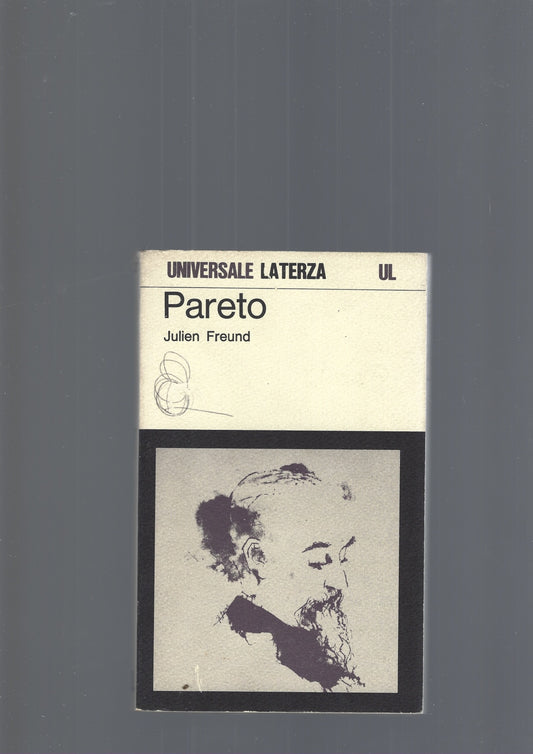 UNIVERSALE LATERZA UL
Pareto
Julien Freund